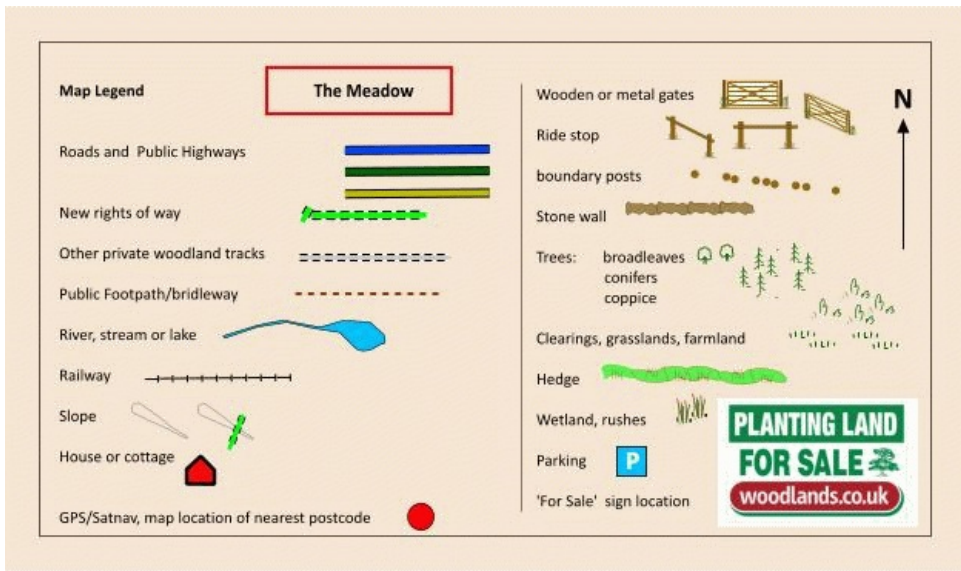 Map Legend
The Meadow
Roads and Public Highways
New rights of way
Other private woodland tracks
Public Footpath/bridleway
River, stream or lake
Railway
Slope
House or cottage
GPS/Satnav, map location of nearest postcode
Wooden or metal gates
Ride stop
boundary posts
Stone wall
Trees: broadleaves
conifers
coppice
Clearings, grasslands, farmland
Hedge
Wetland, rushes
Parking
P
'For Sale' sign location
N
PLANTING LAND
FOR SALE
woodlands.co.uk